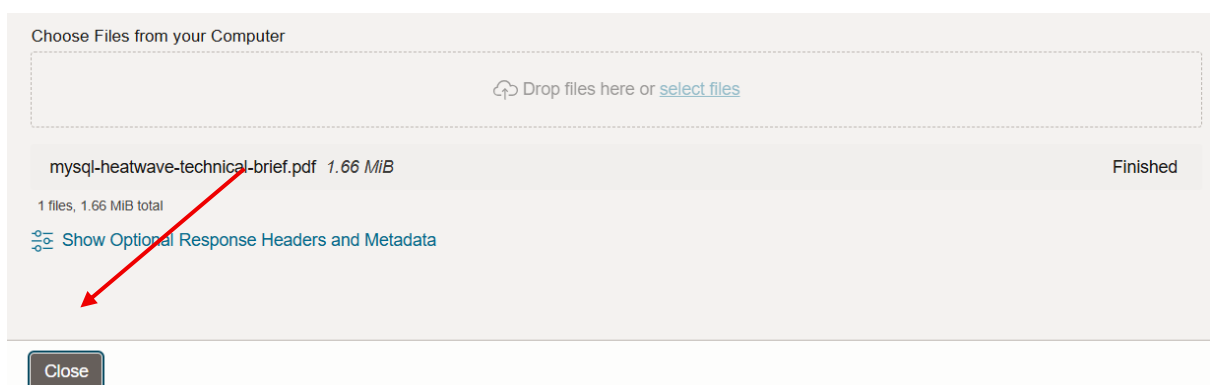 Choose Files from your Computer
Drop files here or select files
mysql-heatwave-technical-brief.pdf 1.66 MiB Finished
1 files, 1.66 MiB total
Show Optional Response Headers and Metadata
Close